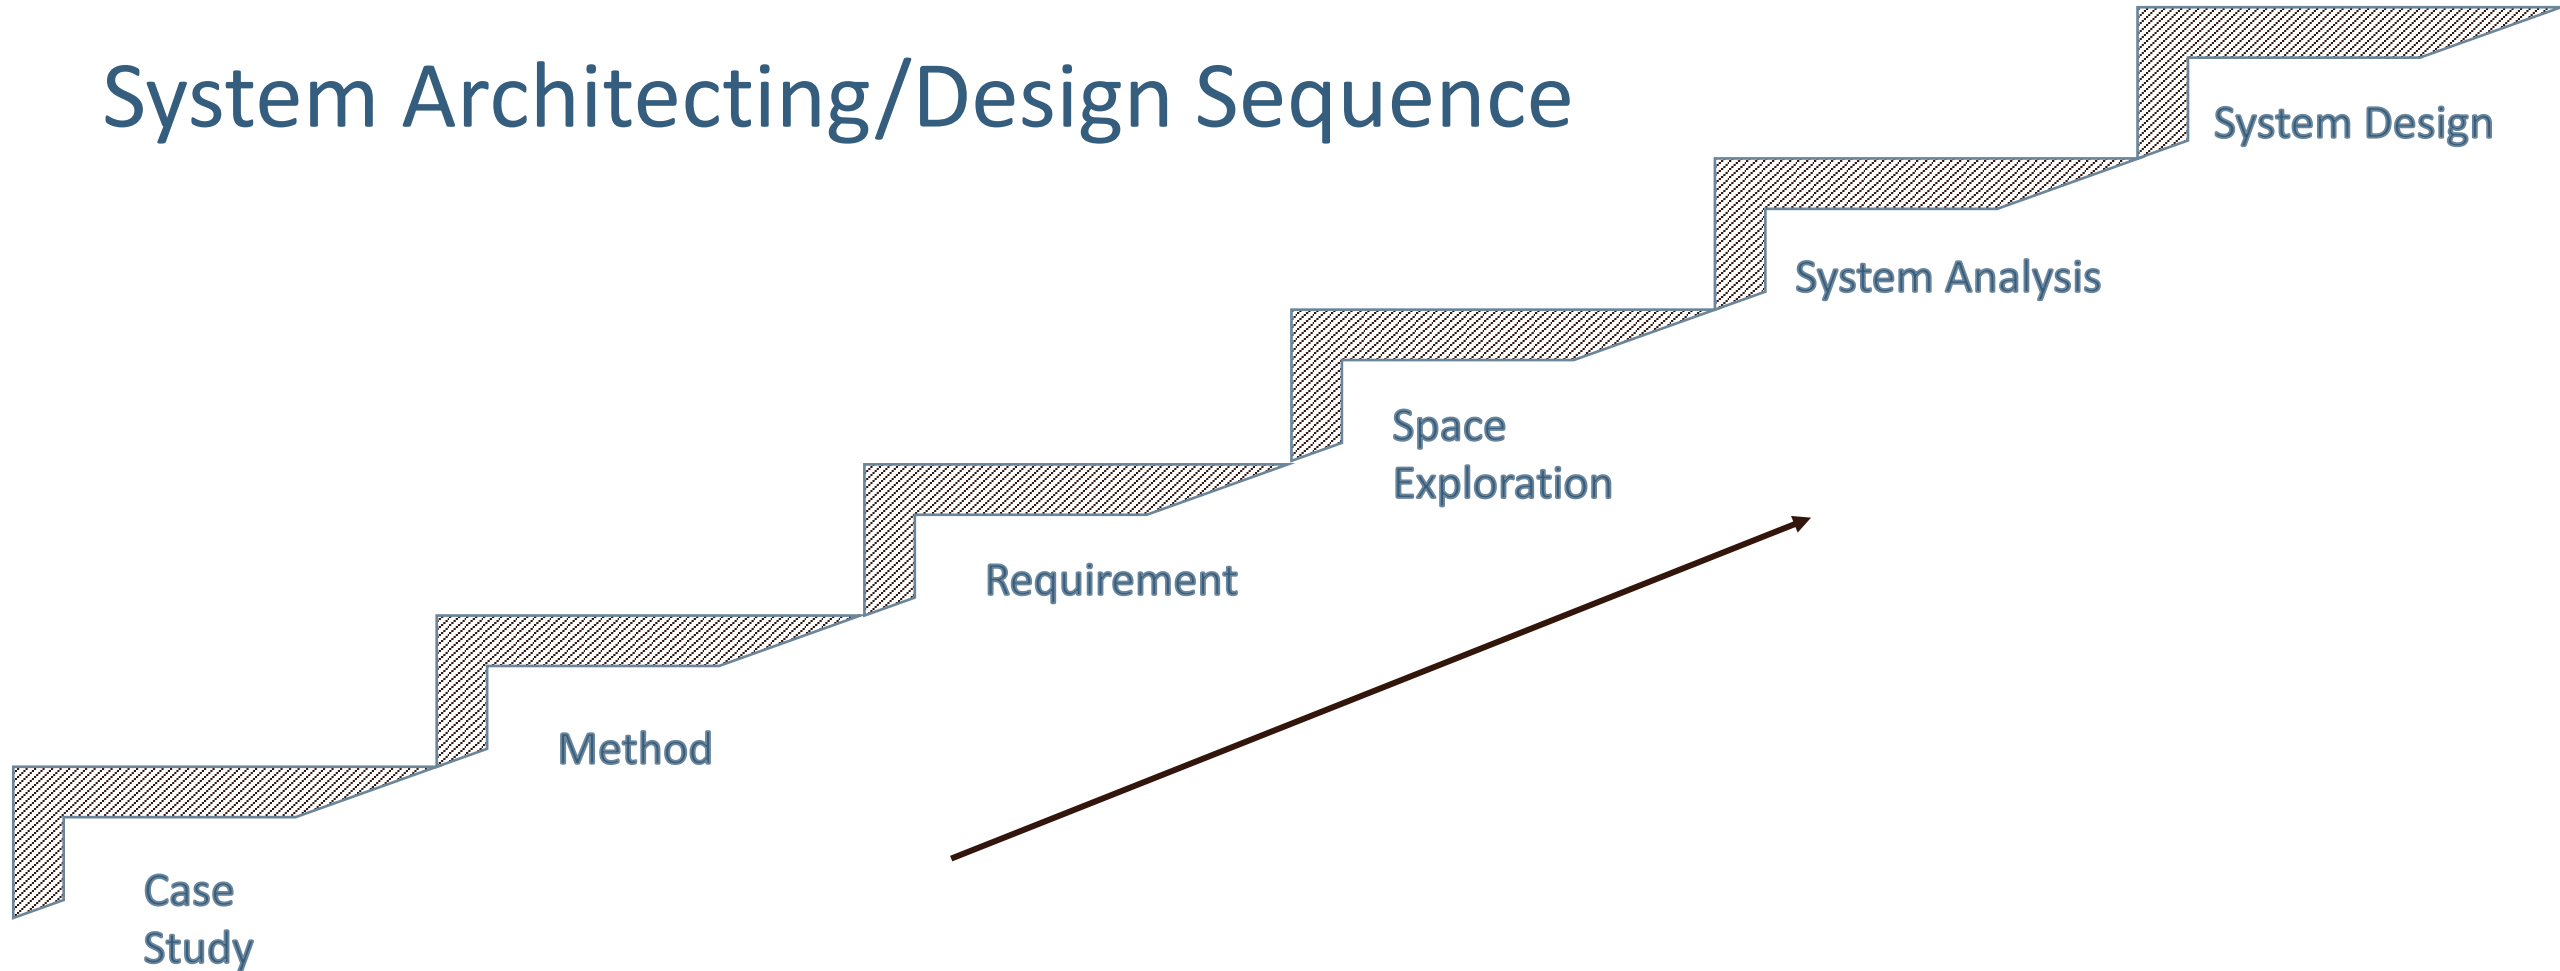 System Architecting/Design Sequence
System Design
System Analysis
Space
Exploration
Requirement
Method
Case
Study